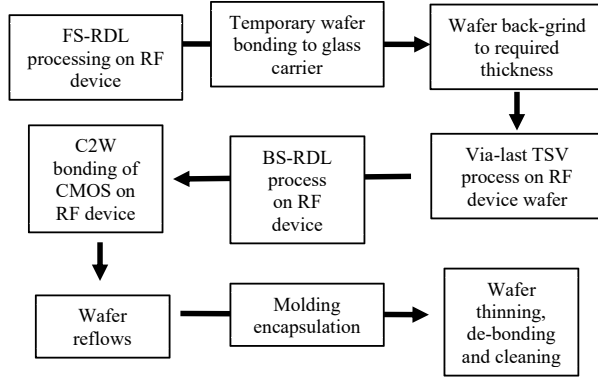 FS-RDL
processing on RF
device
Temporary wafer
bonding to glass
carrier
Wafer back-grind
to required
thickness
C2W
bonding of
CMOS on
RF device
BS-RDL
process
on RF
device
Via-last TSV
process on RF
device wafer
Wafer
reflows
Molding
encapsulation
Wafer
thinning,
de-bonding
and cleaning